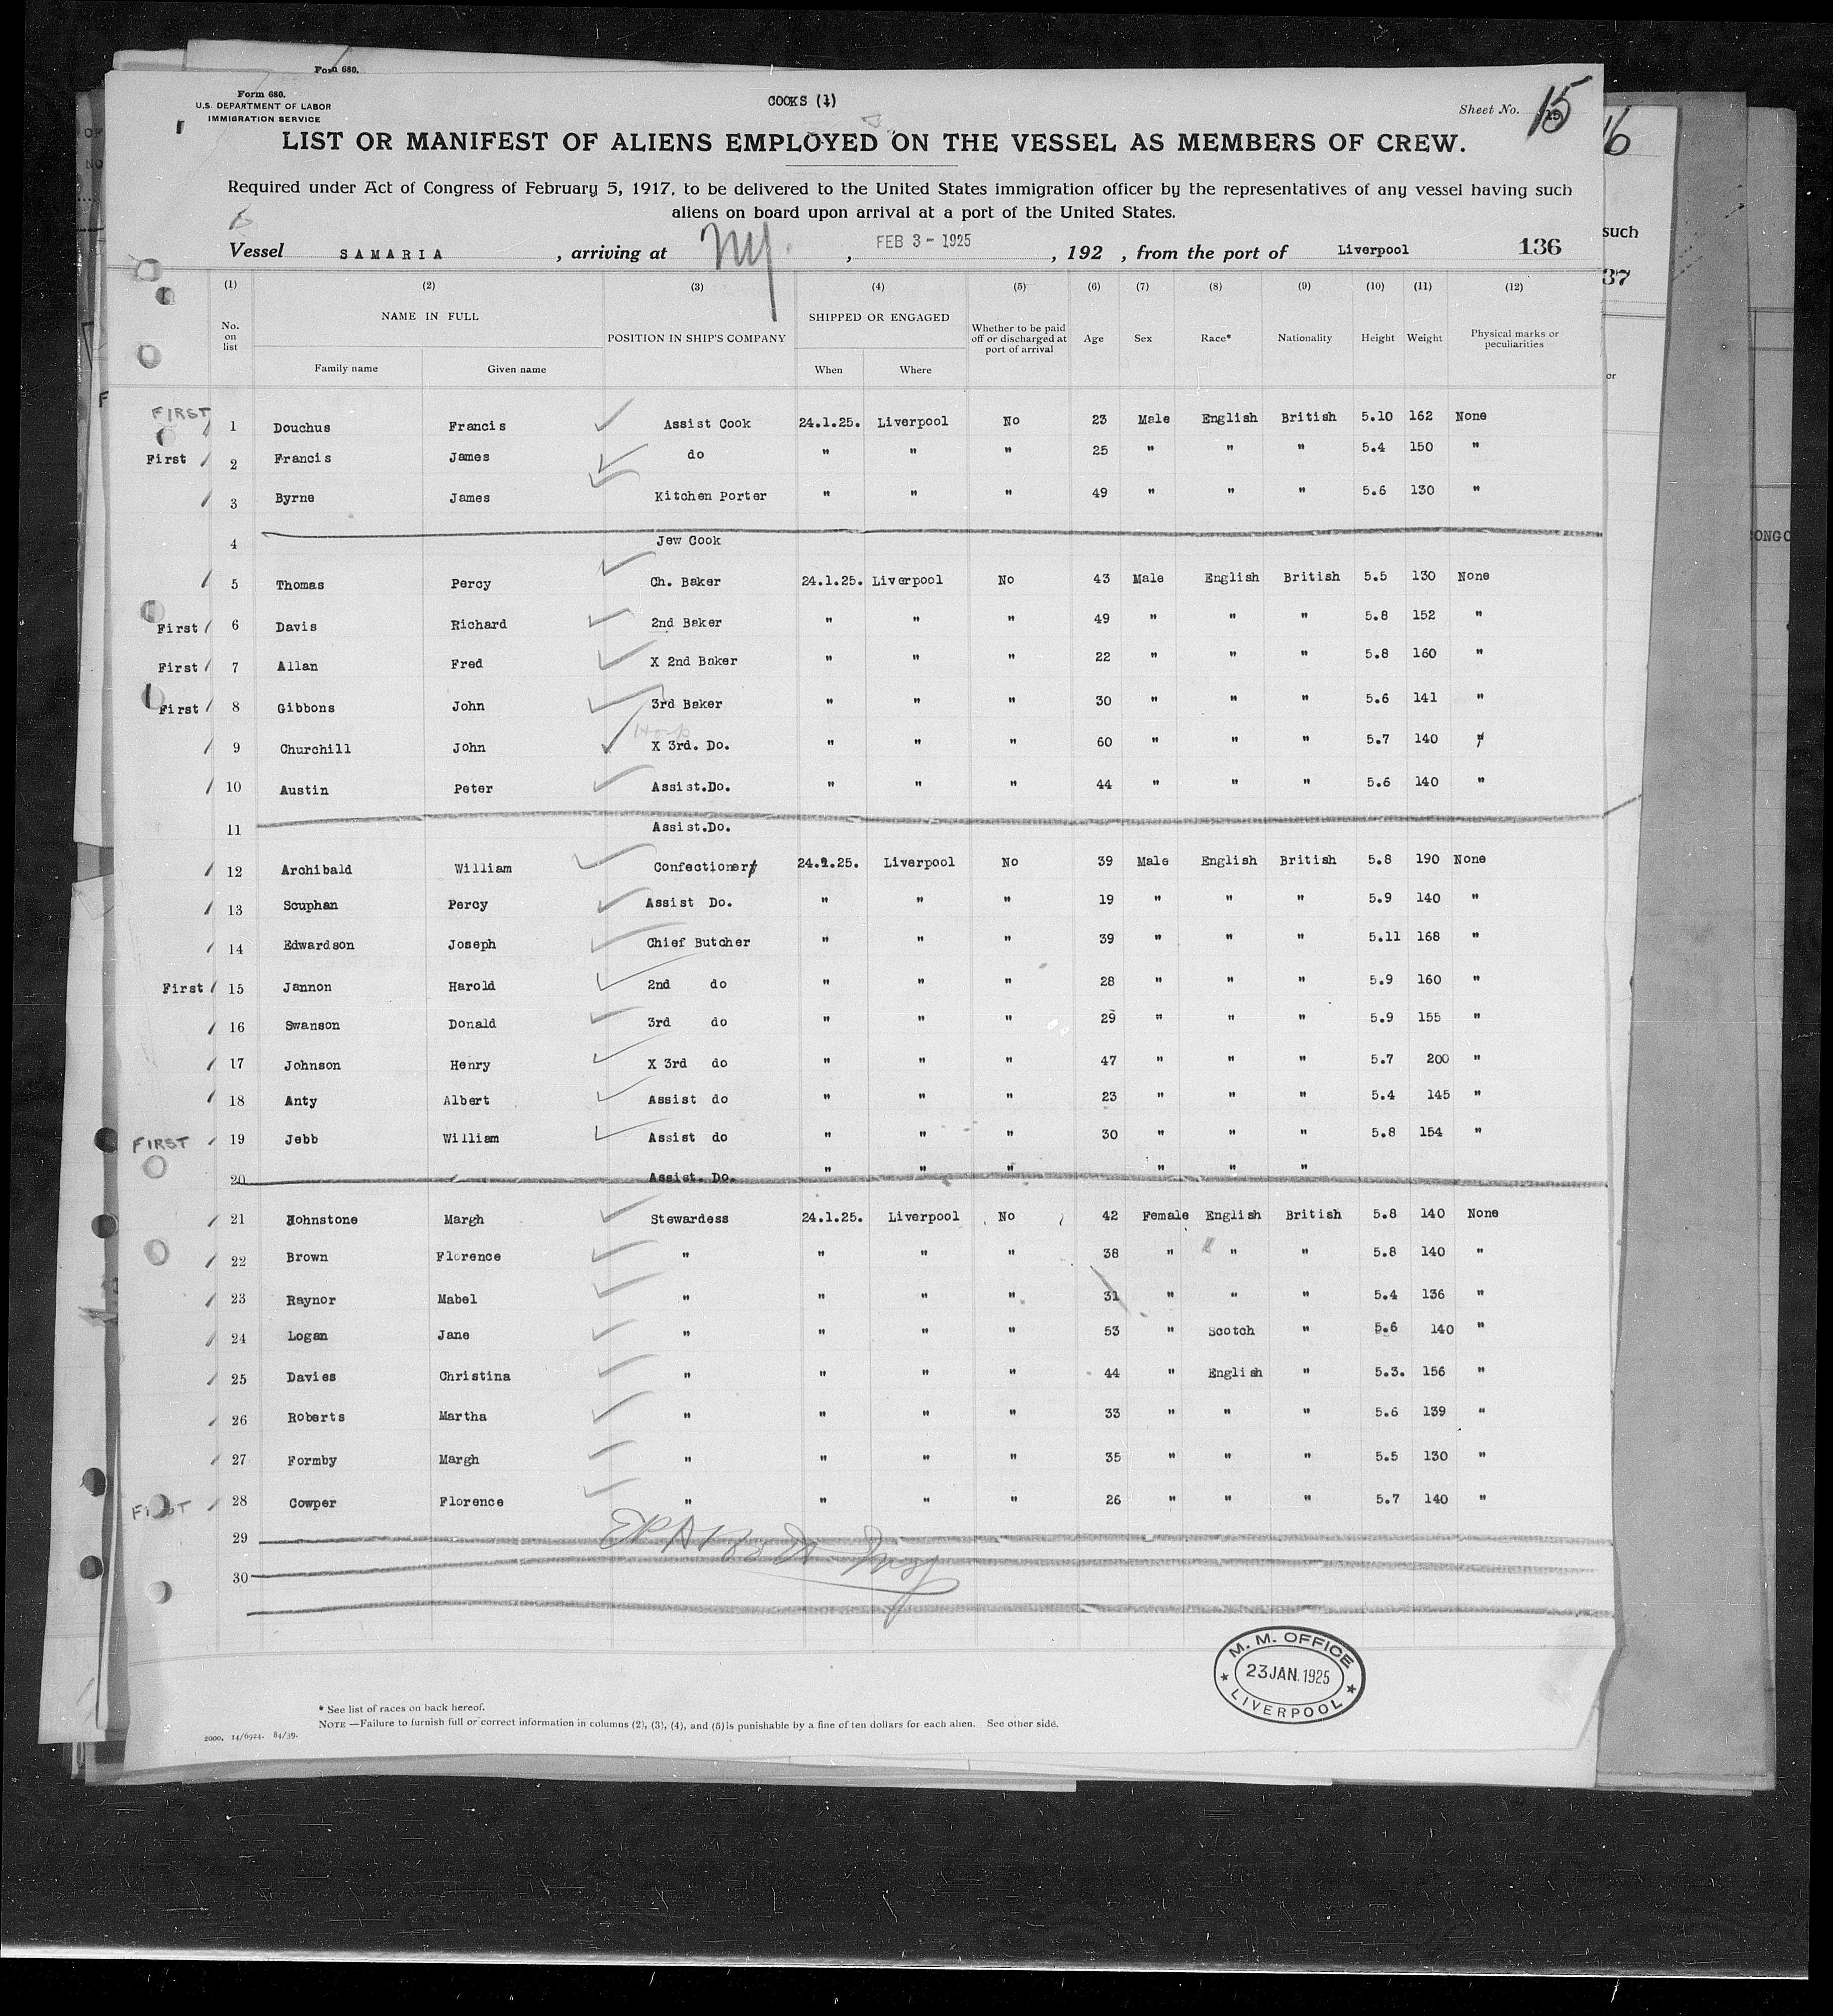 Form 680.
Form 680.
U.S. DEPARTMENT OF LABOR
IMMIGRATION SERVICE
COOKS (1)
Sheet No. 15
16
LIST OR MANIFEST OF ALIENS EMPLOYED ON THE VESSEL AS MEMBERS OF CREW.
Required under Act of Congress of February 5, 1917, to be delivered to the United States immigration officer by the representatives of any vessel having such
aliens on board upon arrival at a port of the United States.
such
Vessel SAMARIA , arriving at NY. , FEB 3 - 1925 , 192 , from the port of Liverpool 136
37
(1) (2) (3) (4) (5) (6) (7) (8) (9) (10) (11) (12)
No. on list NAME IN FULL POSITION IN SHIP'S COMPANY SHIPPED OR ENGAGED Whether to be paid off or discharged at port of arrival Age Sex Race* Nationality Height Weight Physical marks or peculiarities
Family name Given name When Where
or
FIRST 1 Douchus Francis Assist Cook 24.1.25. Liverpool No 23 Male English British 5.10 162 None
First 2 Francis James do " " " 25 " " " 5.4 150 "
3 Byrne James Kitchen Porter " " " 49 " " " 5.6 130 "
4 Jew Cook
ONGO
5 Thomas Percy Ch. Baker 24.1.25. Liverpool No 43 Male English British 5.5 130 None
First 6 Davis Richard 2nd Baker " " " 49 " " " 5.8 152 "
First 7 Allan Fred X 2nd Baker " " " 22 " " " 5.8 160 "
First 8 Gibbons John 3rd Baker " " " 30 " " " 5.6 141 "
9 Churchill John X 3rd. Do. " " " 60 " " " 5.7 140 "
10 Austin Peter Assist.Do. " " " 44 " " " 5.6 140 "
11 Assist.Do.
12 Archibald William Confectioner 24.1.25. Liverpool No 39 Male English British 5.8 190 None
13 Scuphan Percy Assist Do. " " " 19 " " " 5.9 140 "
14 Edwardson Joseph Chief Butcher " " " 39 " " " 5.11 168 "
First 15 Jannon Harold 2nd do " " " 28 " " " 5.9 160 "
16 Swanson Donald 3rd do " " " 29 " " " 5.9 155 "
17 Johnson Henry X 3rd do " " " 47 " " " 5.7 200 "
18 Anty Albert Assist do " " " 23 " " " 5.4 145 "
FIRST 19 Jebb William Assist do " " " 30 " " " 5.8 154 "
20 Assist. Do. " " " " " "
21 Johnstone Margh Stewardess 24.1.25. Liverpool No 42 Female English British 5.8 140 None
22 Brown Florence " " " " 38 " " " 5.8 140 "
23 Raynor Mabel " " " " 31 " " " 5.4 136 "
24 Logan Jane " " " " 53 " Scotch " 5.6 140 "
25 Davies Christina " " " " 44 " English " 5.3. 156 "
26 Roberts Martha " " " " 33 " " " 5.6 139 "
27 Formby Margh " " " " 35 " " " 5.5 130 "
FIRST 28 Cowper Florence " " " " 26 " " " 5.7 140 "
29
30
M. M. OFFICE
23 JAN. 1925
LIVERPOOL
* See list of races on back hereof.
NOTE —Failure to furnish full or correct information in columns (2), (3), (4), and (5) is punishable by a fine of ten dollars for each alien. See other side.
2000. 14/6924. 84/39.